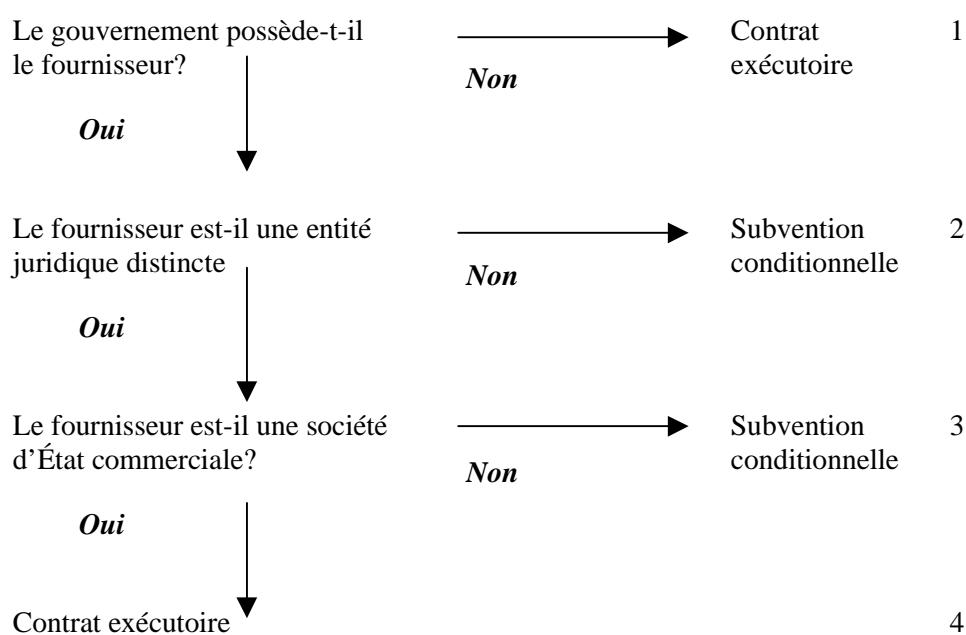 Le gouvernement possède-t-il
le fournisseur?
Non
Contrat
exécutoire
1
Oui
Le fournisseur est-il une entité
juridique distincte
Non
Subvention
conditionnelle
2
Oui
Le fournisseur est-il une société
d’État commerciale?
Non
Subvention
conditionnelle
3
Oui
Contrat exécutoire
4